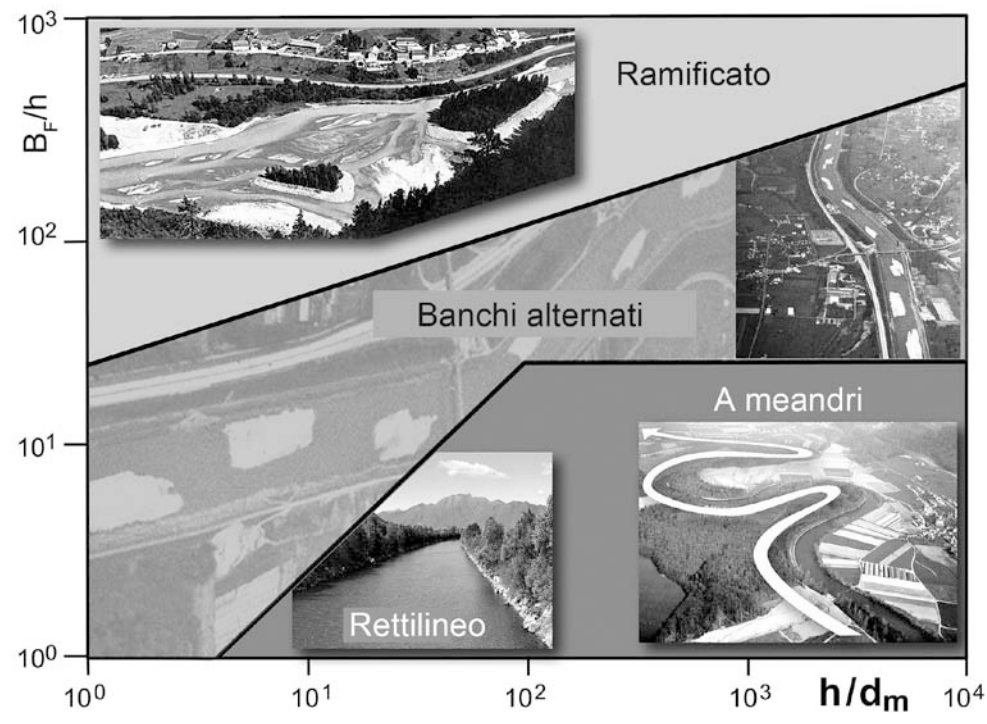 10³
B_F/h
Ramificato
10²
Banchi alternati
A meandri
10¹
Rettilineo
10⁰
10⁰
10¹
10²
10³
h/d_m
10⁴